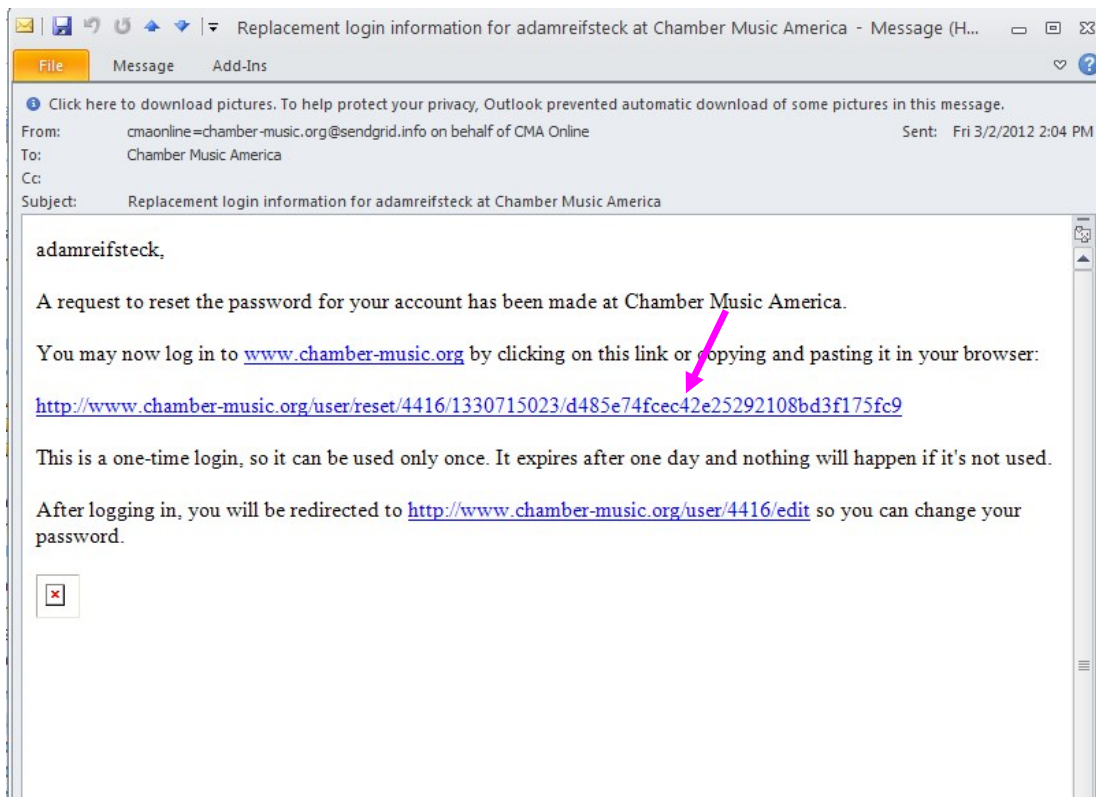 Replacement login information for adamreifsteck at Chamber Music America - Message (H...
File Message Add-Ins
Click here to download pictures. To help protect your privacy, Outlook prevented automatic download of some pictures in this message.
From: cmaonline=chamber-music.org@sendgrid.info on behalf of CMA Online Sent: Fri 3/2/2012 2:04 PM
To: Chamber Music America
Cc:
Subject: Replacement login information for adamreifsteck at Chamber Music America
adamreifsteck,
A request to reset the password for your account has been made at Chamber Music America.
You may now log in to www.chamber-music.org by clicking on this link or copying and pasting it in your browser:
http://www.chamber-music.org/user/reset/4416/1330715023/d485e74fcec42e25292108bd3f175fc9
This is a one-time login, so it can be used only once. It expires after one day and nothing will happen if it's not used.
After logging in, you will be redirected to http://www.chamber-music.org/user/4416/edit so you can change your
password.